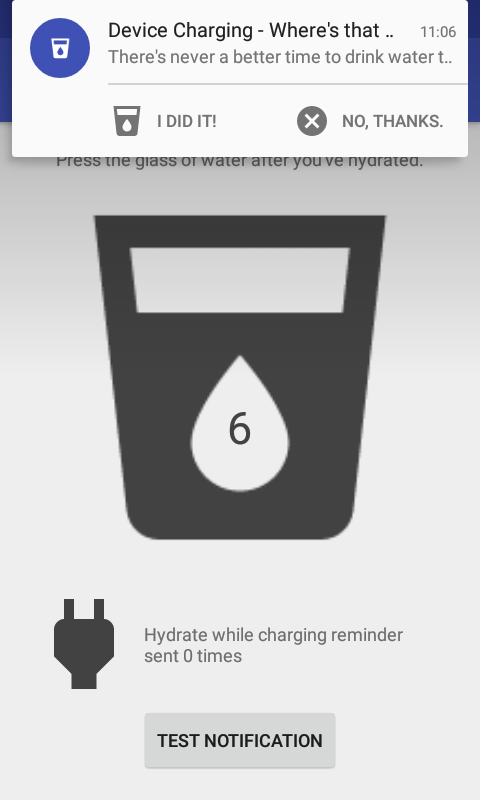 Device Charging - Where's that ..
11:06
There's never a better time to drink water t..
I DID IT!
NO, THANKS.
Press the glass of water after you've hydrated.
6
Hydrate while charging reminder
sent 0 times
TEST NOTIFICATION